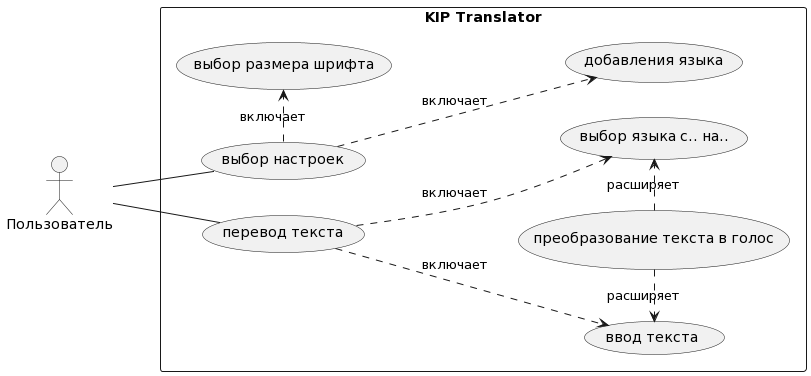 KIP Translator
выбор размера шрифта
добавления языка
включает
включает
выбор языка с.. на..
выбор настроек
Пользователь
включает
расширяет
перевод текста
преобразование текста в голос
включает
расширяет
ввод текста